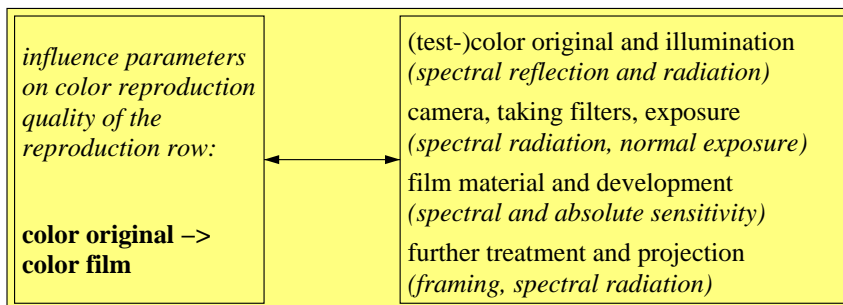 influence parameters
on color reproduction
quality of the
reproduction row:
color original −>
color film
(test-)color original and illumination
(spectral reflection and radiation)
camera, taking filters, exposure
(spectral radiation, normal exposure)
film material and development
(spectral and absolute sensitivity)
further treatment and projection
(framing, spectral radiation)